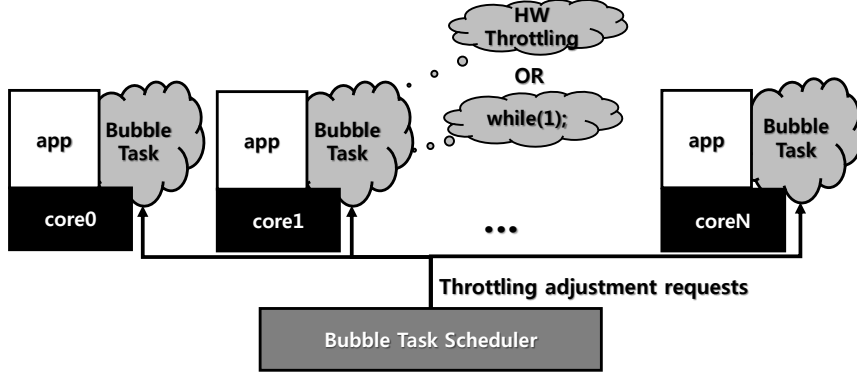 HW
Throttling
OR
while(1);
app
Bubble
Task
core0
app
Bubble
Task
core1
...
app
Bubble
Task
coreN
Throttling adjustment requests
Bubble Task Scheduler